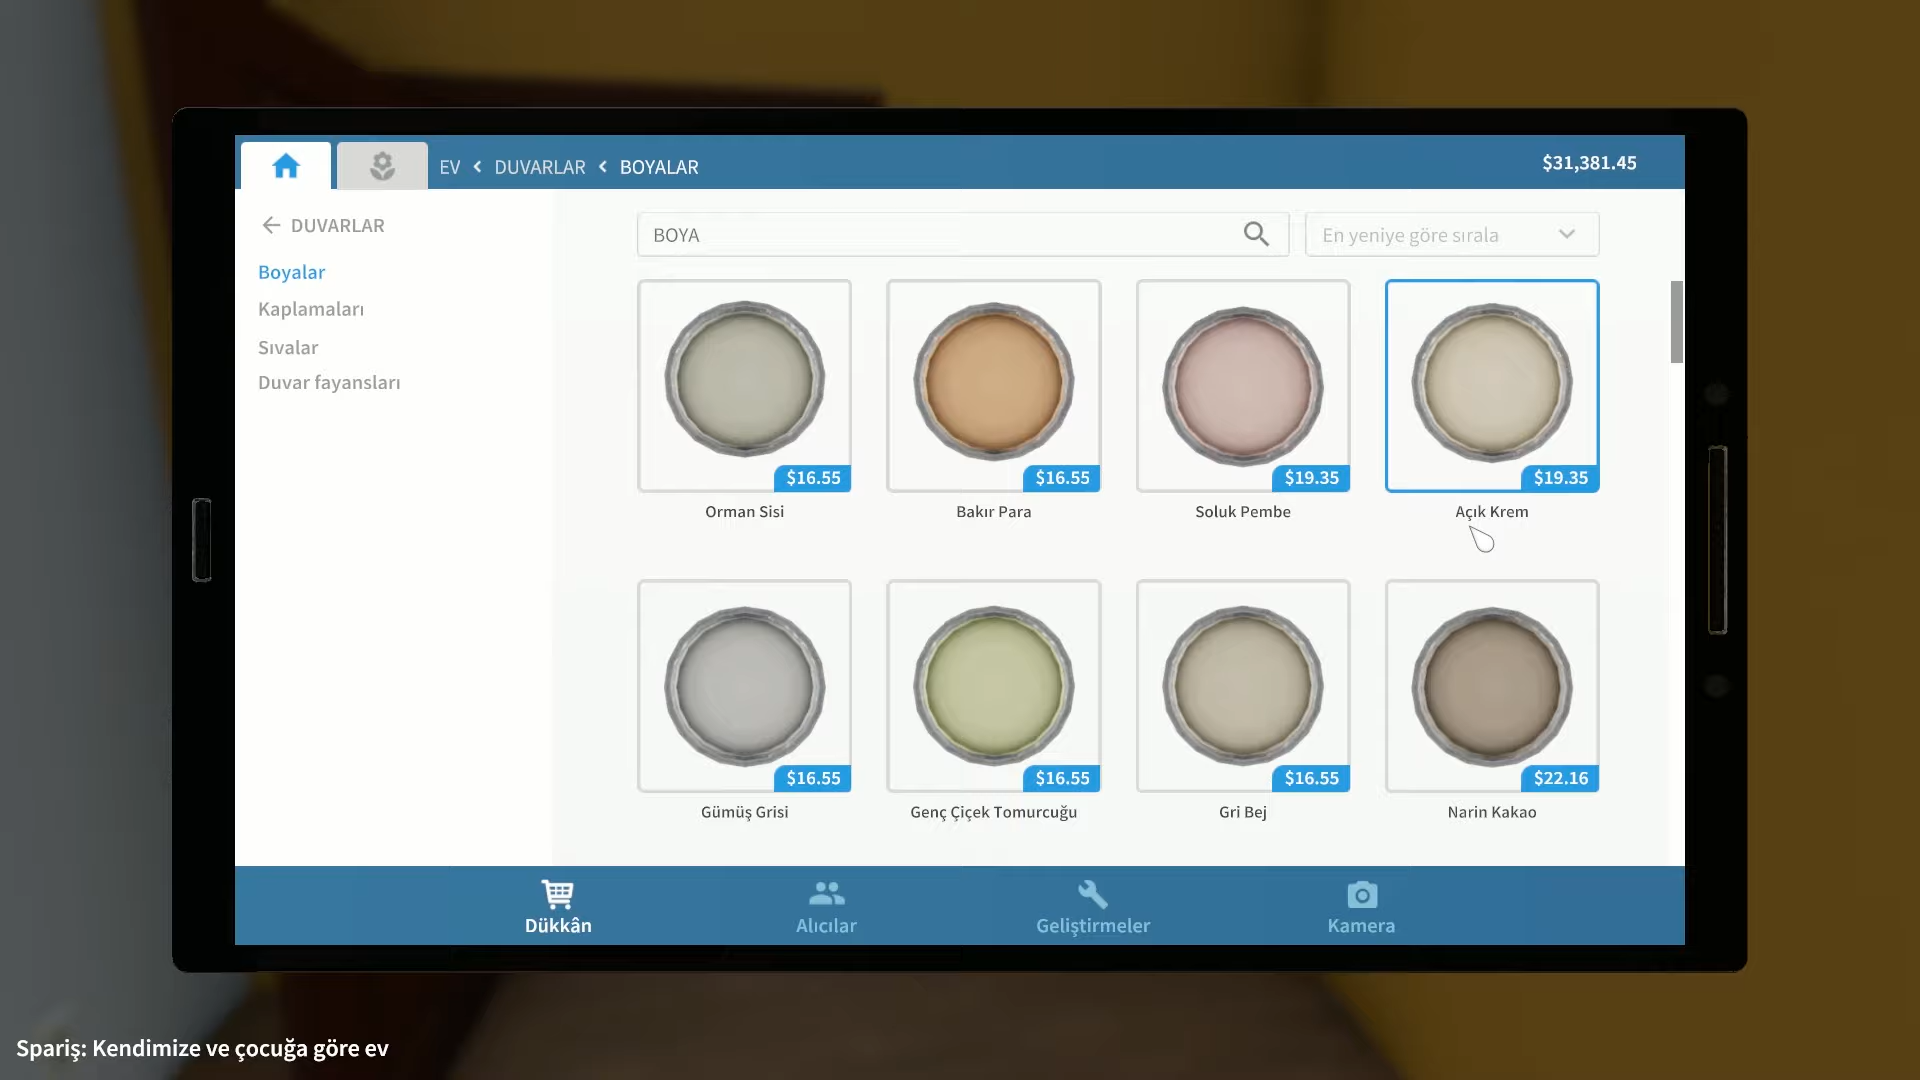 EV < DUVARLAR < BOYALAR
$31,381.45
DUVARLAR
Boyalar
Kaplamaları
Sıvalar
Duvar fayansları
BOYA
En yeniye göre sırala
$16.55
$16.55
$19.35
$19.35
Orman Sisi
Bakır Para
Soluk Pembe
Açık Krem
$16.55
$16.55
$16.55
$22.16
Gümüş Grisi
Genç Çiçek Tomurcuğu
Gri Bej
Narin Kakao
Dükkân
Alıcılar
Geliştirmeler
Kamera
Spariş: Kendimize ve çocuğa göre ev